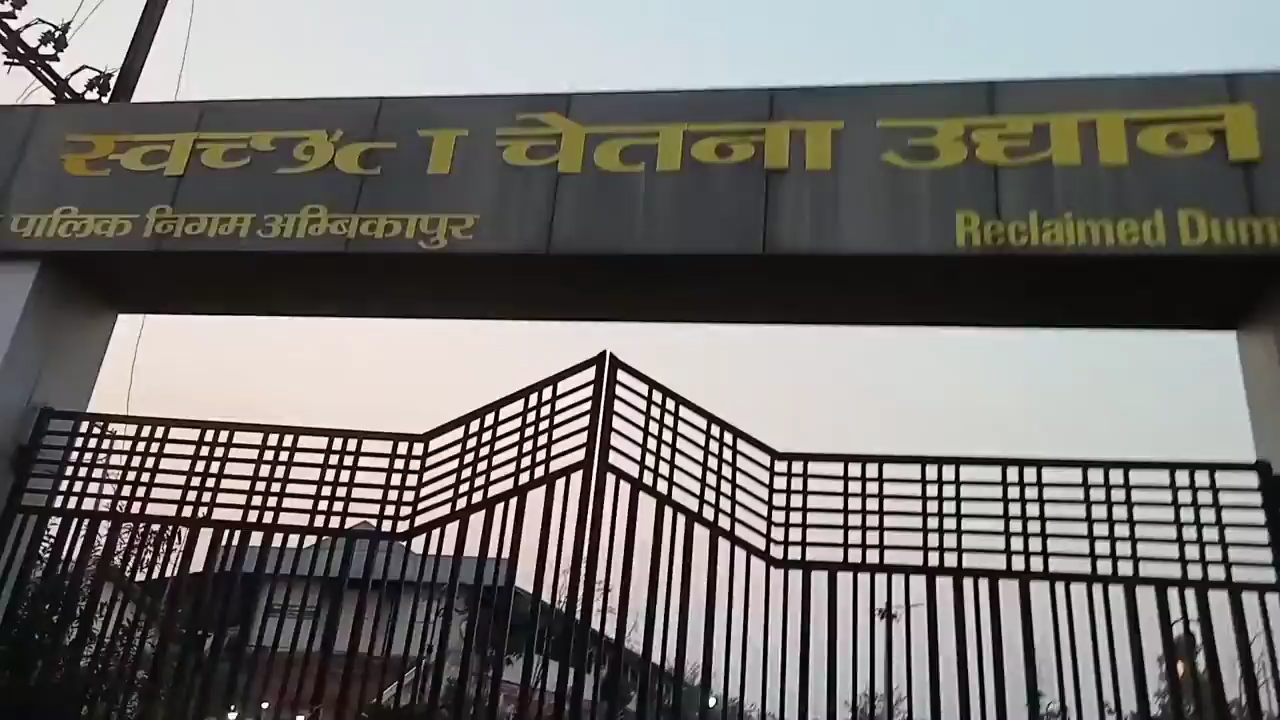 स्वच्छता चेतना उद्यान
पालिक निगम अम्बिकापुर
Reclaimed Dum